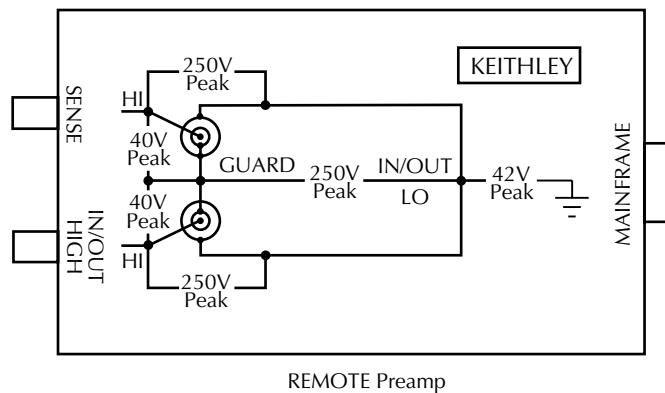 250V
Peak
KEITHLEY
SENSE
HI
40V
Peak
GUARD
250V
Peak
IN/OUT
LO
42V
Peak
MAINFRAME
40V
Peak
IN/OUT
HIGH
HI
250V
Peak
REMOTE Preamp